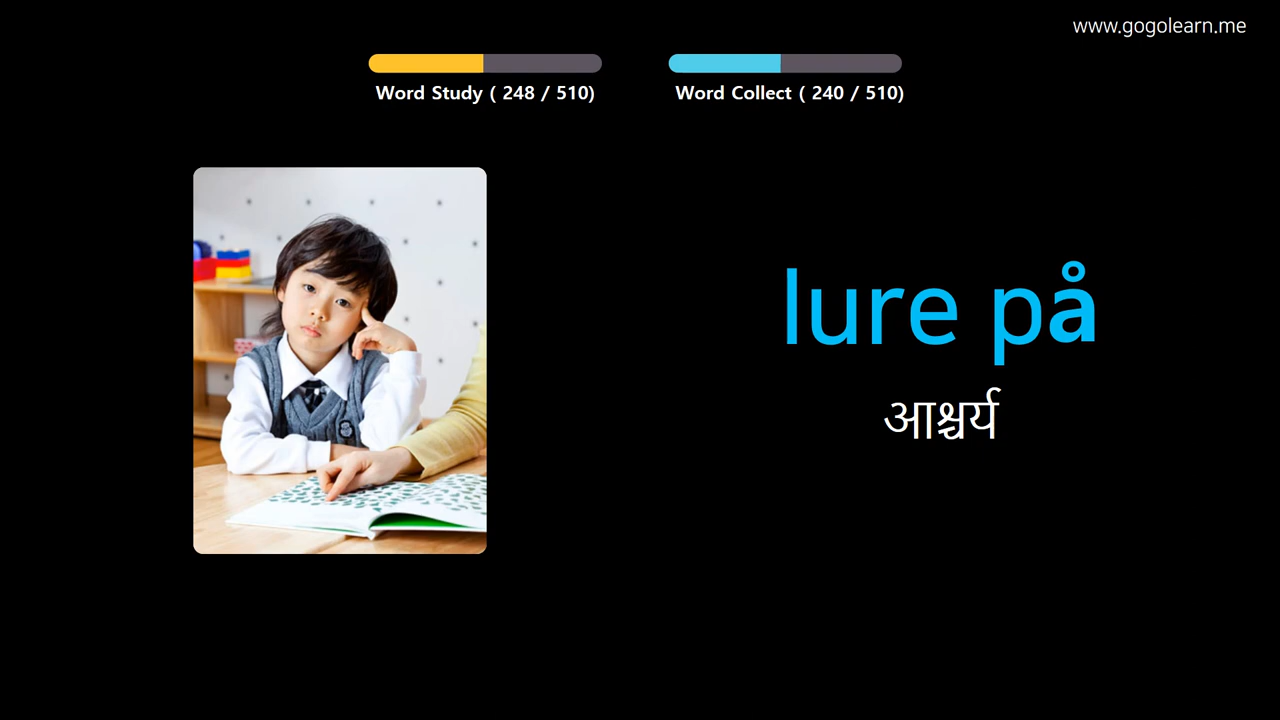 www.gogolearn.me
Word Study ( 248 / 510)
Word Collect ( 240 / 510)
lure på
आश्चर्य